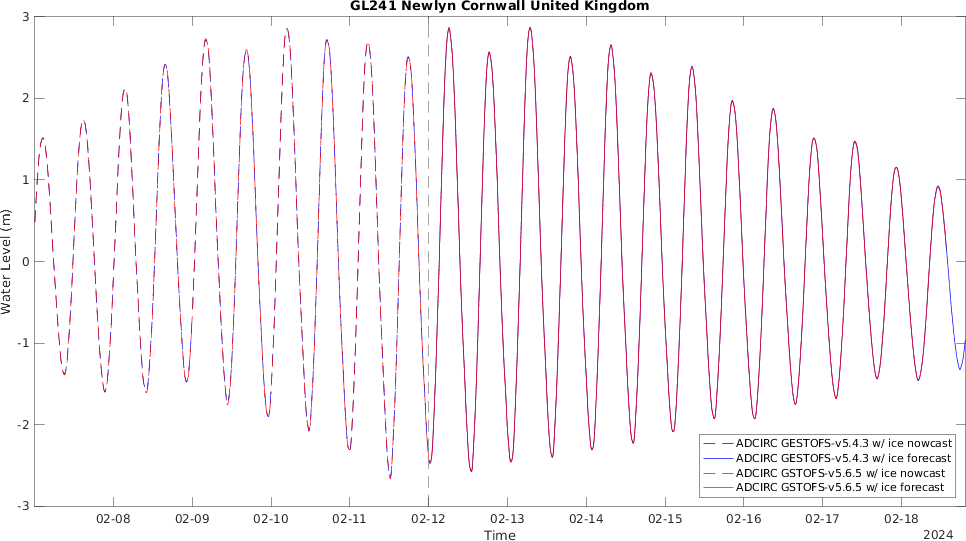 GL241 Newlyn Cornwall United Kingdom
Water Level (m)
3
2
1
0
-1
-2
-3
ADCIRC GESTOFS-v5.4.3 w/ ice nowcast
ADCIRC GESTOFS-v5.4.3 w/ ice forecast
ADCIRC GSTOFS-v5.6.5 w/ ice nowcast
ADCIRC GSTOFS-v5.6.5 w/ ice forecast
02-08 02-09 02-10 02-11 02-12 02-13 02-14 02-15 02-16 02-17 02-18
Time
2024